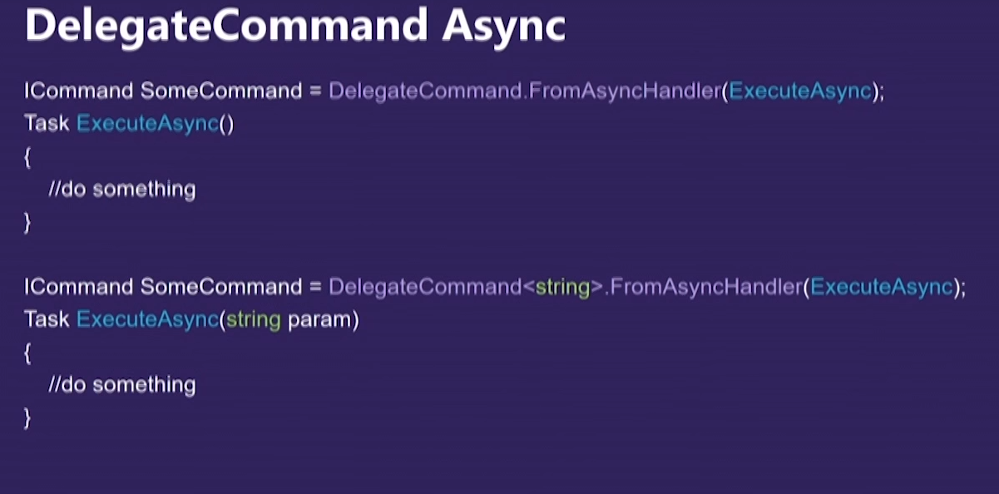 DelegateCommand Async
ICommand SomeCommand = DelegateCommand.FromAsyncHandler(ExecuteAsync);
Task ExecuteAsync()
{
//do something
}
ICommand SomeCommand = DelegateCommand<string>.FromAsyncHandler(ExecuteAsync);
Task ExecuteAsync(string param)
{
//do something
}